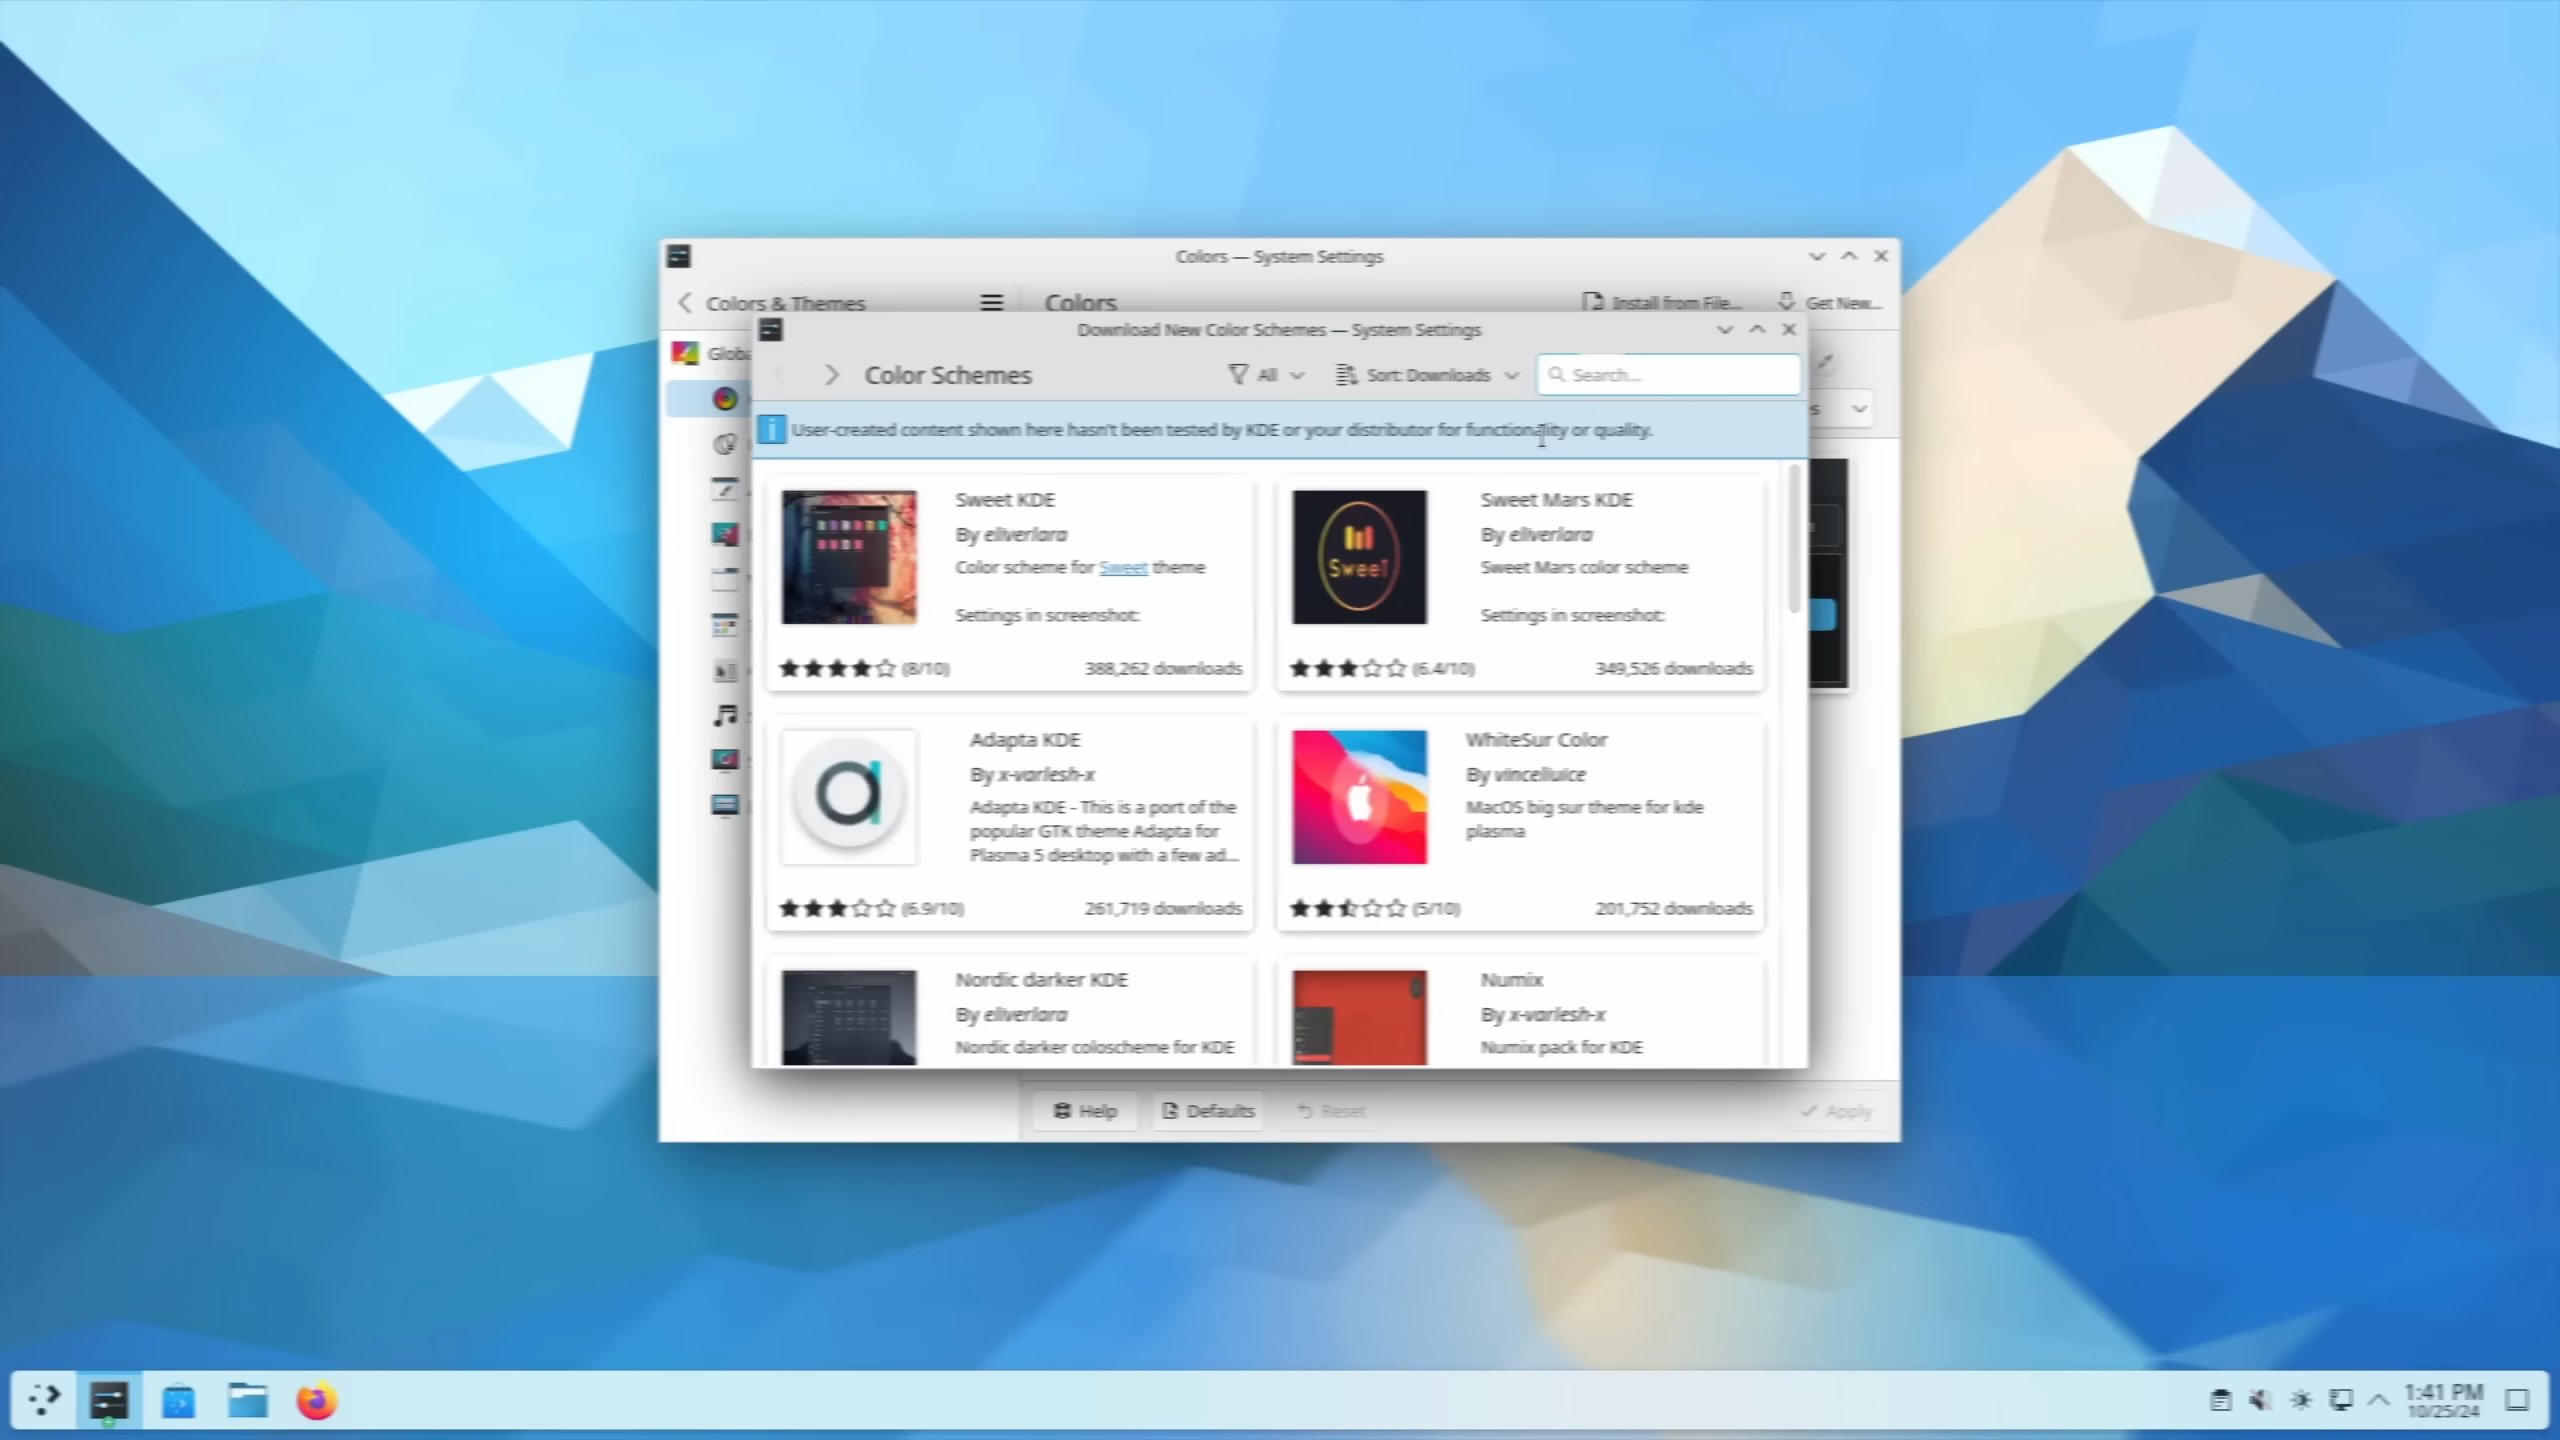 Colors — System Settings
Colors & Themes
Colors
Install from File...
Get New...
Download New Color Schemes — System Settings
Color Schemes
All
Sort: Downloads
Search...
User-created content shown here hasn't been tested by KDE or your distributor for functionality or quality.
Sweet KDE
By eliverlara
Color scheme for Sweet theme
Settings in screenshot:
(8/10)
388,262 downloads
Sweet Mars KDE
By eliverlara
Sweet Mars color scheme
Settings in screenshot:
(6.4/10)
349,526 downloads
Sweet
Adapta KDE
By x-varlesh-x
Adapta KDE - This is a part of the
popular GTK theme Adapta for
Plasma 5 desktop with a few ad...
(6.9/10)
261,719 downloads
WhiteSur Color
By vinceliuice
MacOS big sur theme for kde
plasma
(5/10)
201,752 downloads
Nordic darker KDE
By eliverlara
Nordic darker coloscheme for KDE
Numix
By x-varlesh-x
Numix pack for KDE
Help
Defaults
Reset
Apply
1:41 PM
10/25/24